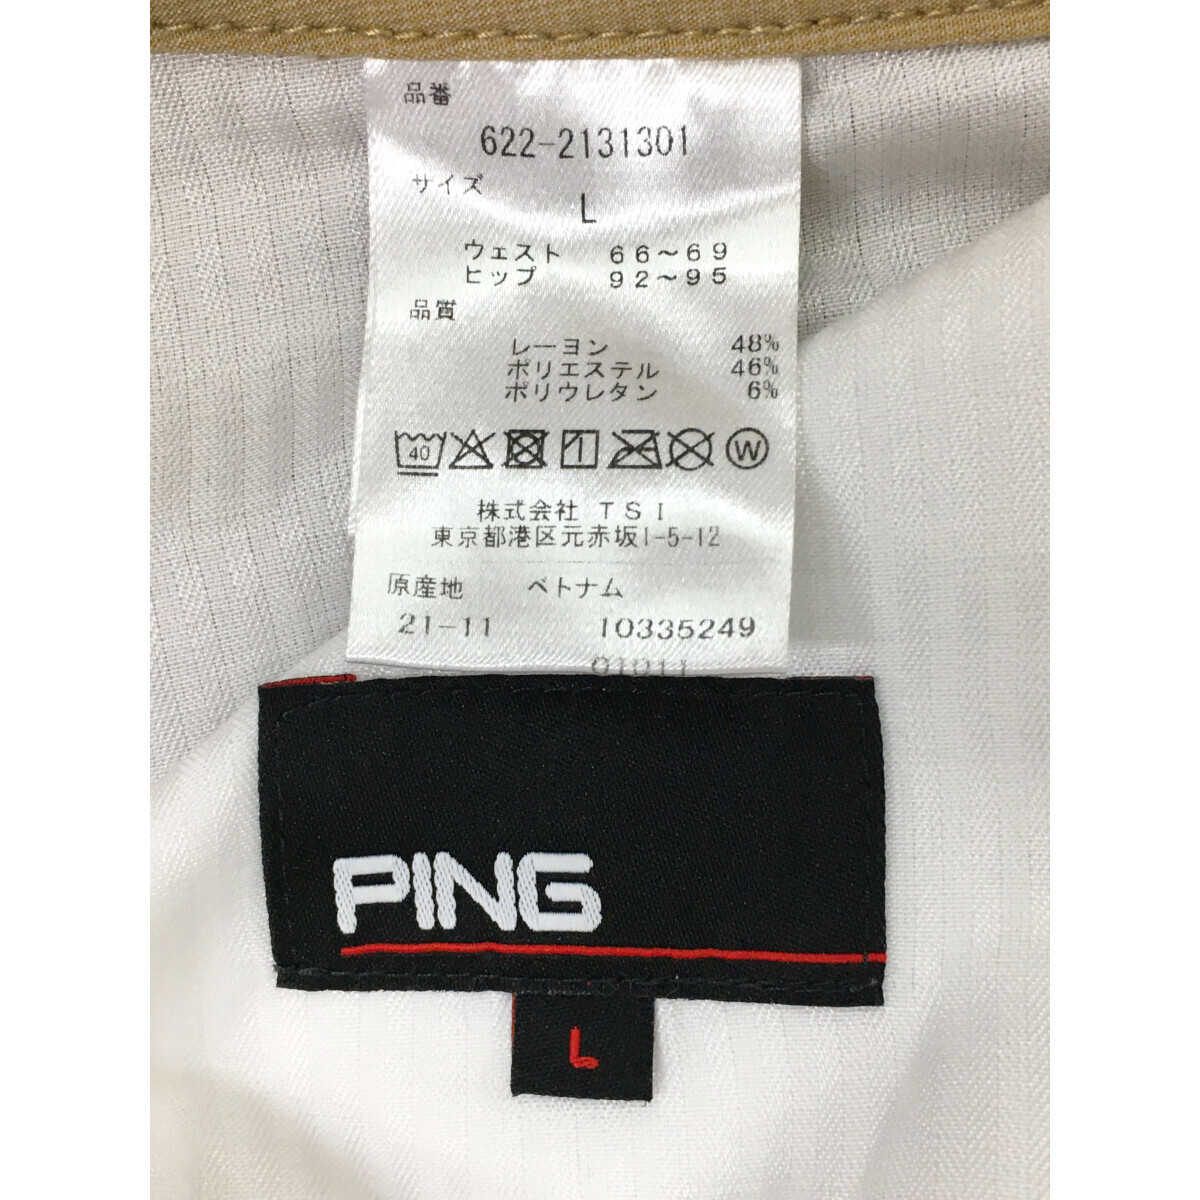 品番
622-2131301
サイズ
L
ウェスト 66～69
ヒップ 92～95
品質
レーヨン 48%
ポリエステル 46%
ポリウレタン 6%
40 W
株式会社 TSI
東京都港区元赤坂1-5-12
原産地 ベトナム
21-11 10335249
01011
PING
L